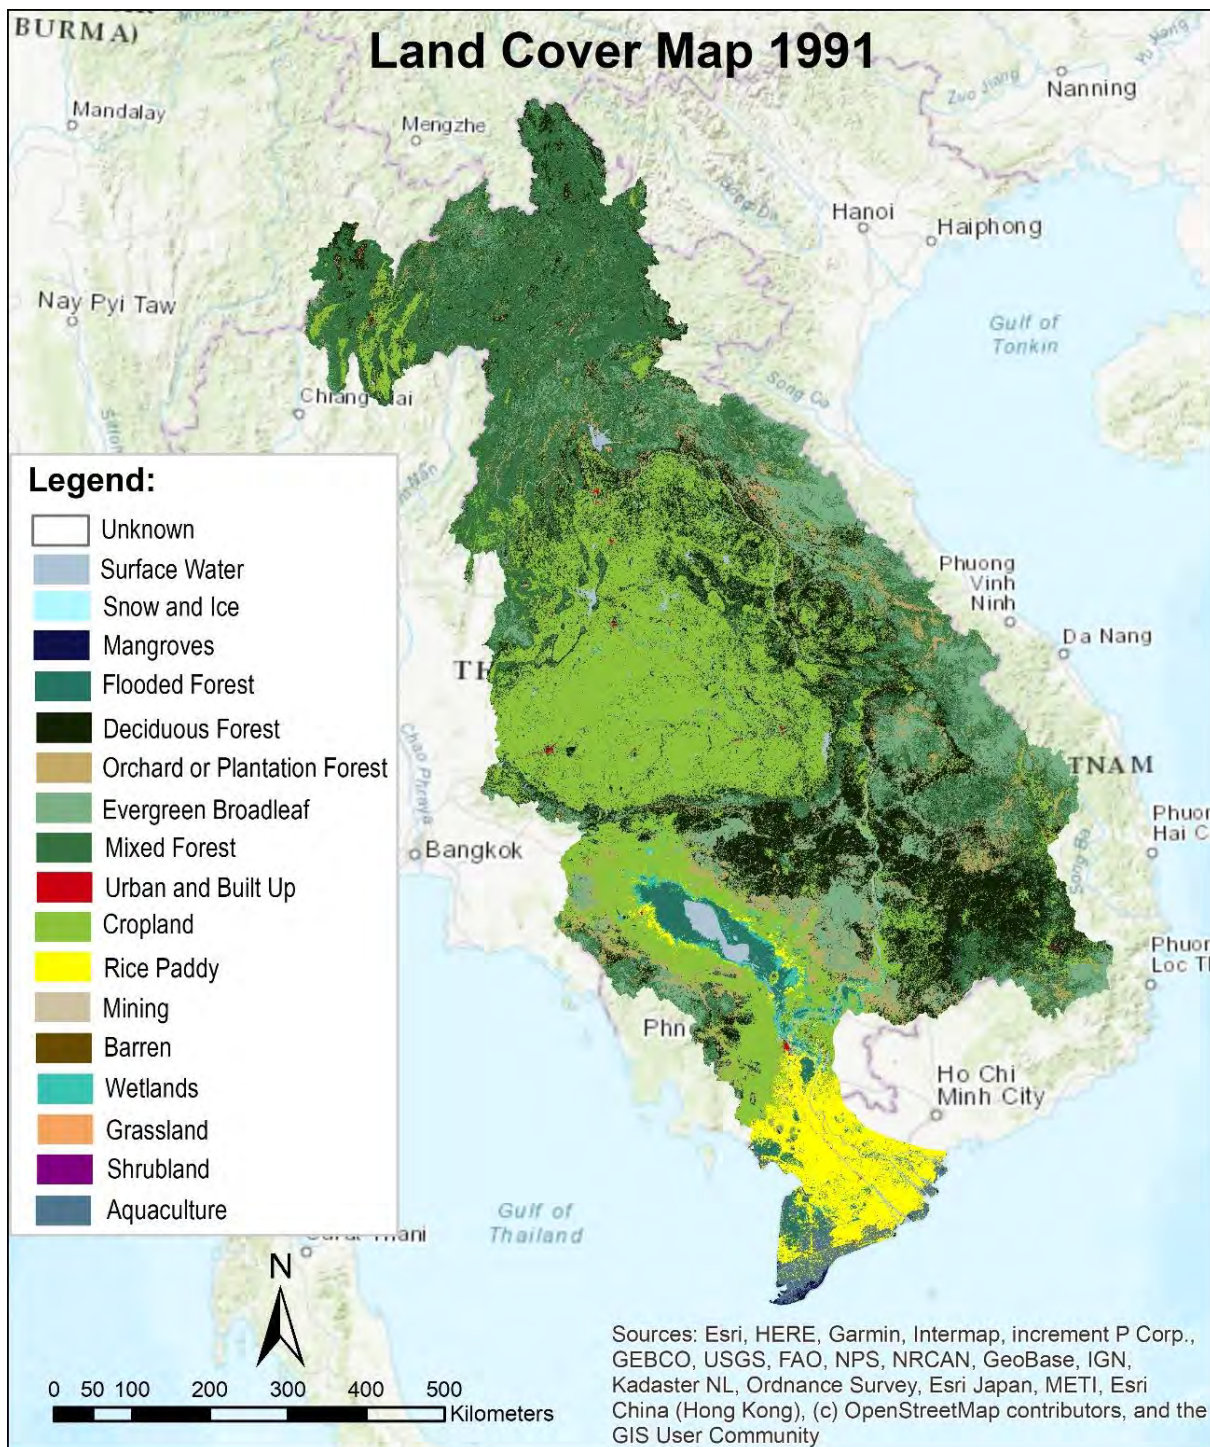 BURMA)
Land Cover Map 1991
Nanning
Mandalay
Mengzhe
Hanoi
Haiphong
Nay Pyi Taw
Gulf of
Tonkin
Song Ca
Legend:
Unknown
Surface Water
Snow and Ice
Mangroves
Flooded Forest
Deciduous Forest
Orchard or Plantation Forest
Evergreen Broadleaf
Mixed Forest
Urban and Built Up
Cropland
Rice Paddy
Mining
Barren
Wetlands
Grassland
Shrubland
Aquaculture
Phuong
Vinh
Ninh
Da Nang
TH
Chao Phraya
TNAM
Phuor
Hai C
Bangkok
Song Ba
Phuor
Loc Th
Phn
Ho Chi
Minh City
Gulf of
Thailand
N
0 50 100 200 300 400 500
Kilometers
Sources: Esri, HERE, Garmin, Intermap, increment P Corp.,
GEBCO, USGS, FAO, NPS, NRCAN, GeoBase, IGN,
Kadaster NL, Ordnance Survey, Esri Japan, METI, Esri
China (Hong Kong), (c) OpenStreetMap contributors, and the
GIS User Community